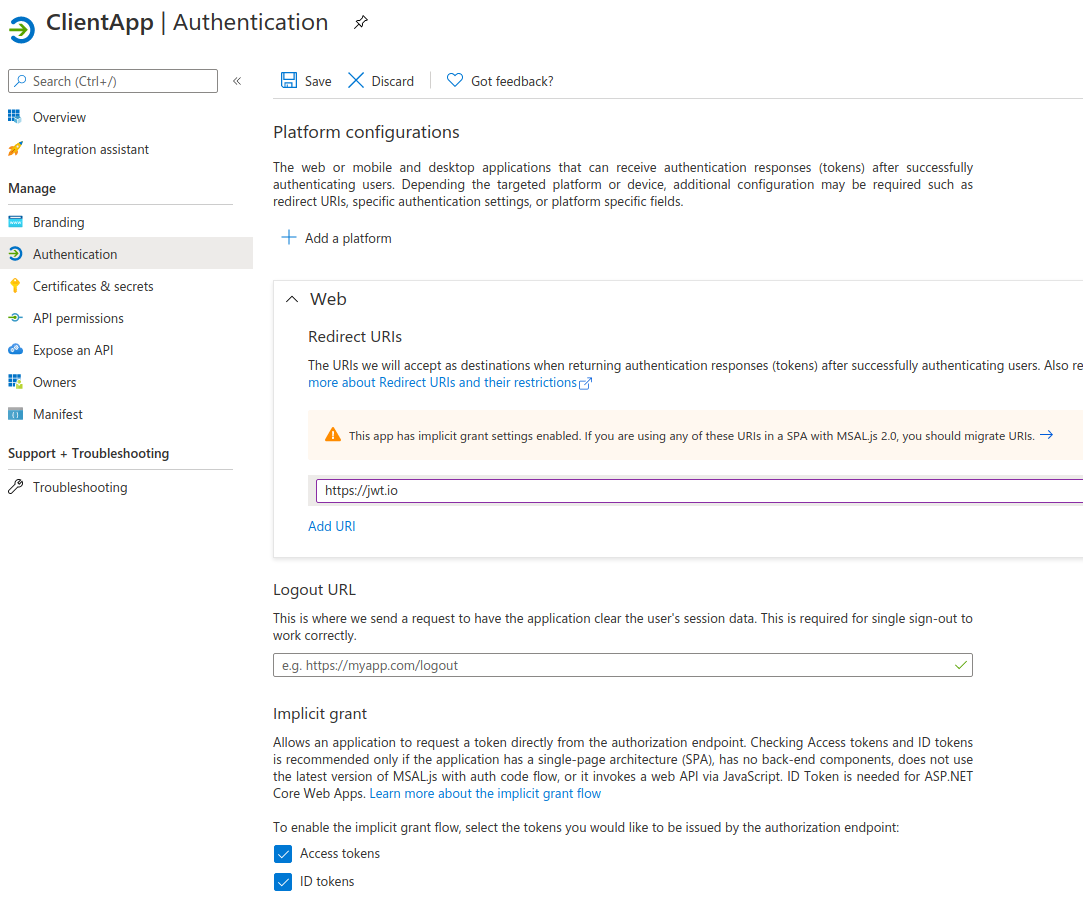 ClientApp | Authentication
Search (Ctrl+/)
«
Overview
Integration assistant
Manage
Branding
Authentication
Certificates & secrets
API permissions
Expose an API
Owners
Manifest
Support + Troubleshooting
Troubleshooting
Save
Discard
Got feedback?
Platform configurations
The web or mobile and desktop applications that can receive authentication responses (tokens) after successfully
authenticating users. Depending the targeted platform or device, additional configuration may be required such as
redirect URIs, specific authentication settings, or platform specific fields.
Add a platform
Web
Redirect URIs
The URIs we will accept as destinations when returning authentication responses (tokens) after successfully authenticating users. Also re
more about Redirect URIs and their restrictions
This app has implicit grant settings enabled. If you are using any of these URIs in a SPA with MSAL.js 2.0, you should migrate URIs.
https://jwt.io
Add URI
Logout URL
This is where we send a request to have the application clear the user's session data. This is required for single sign-out to
work correctly.
e.g. https://myapp.com/logout
Implicit grant
Allows an application to request a token directly from the authorization endpoint. Checking Access tokens and ID tokens
is recommended only if the application has a single-page architecture (SPA), has no back-end components, does not use
the latest version of MSAL.js with auth code flow, or it invokes a web API via JavaScript. ID Token is needed for ASP.NET
Core Web Apps. Learn more about the implicit grant flow
To enable the implicit grant flow, select the tokens you would like to be issued by the authorization endpoint:
Access tokens
ID tokens